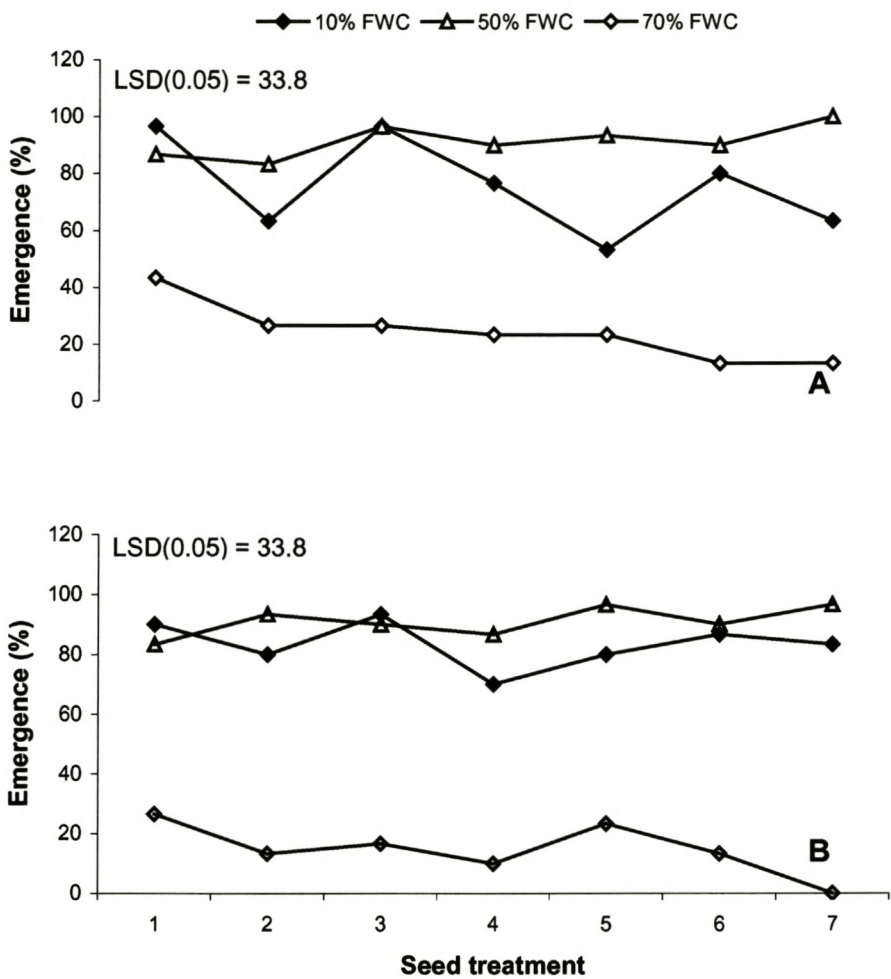 10% FWC 50% FWC 70% FWC
120
LSD(0.05) = 33.8
100
80
60
40
20
0
Emergence (%)
A
120
LSD(0.05) = 33.8
100
80
60
40
20
0
Emergence (%)
B
1 2 3 4 5 6 7
Seed treatment